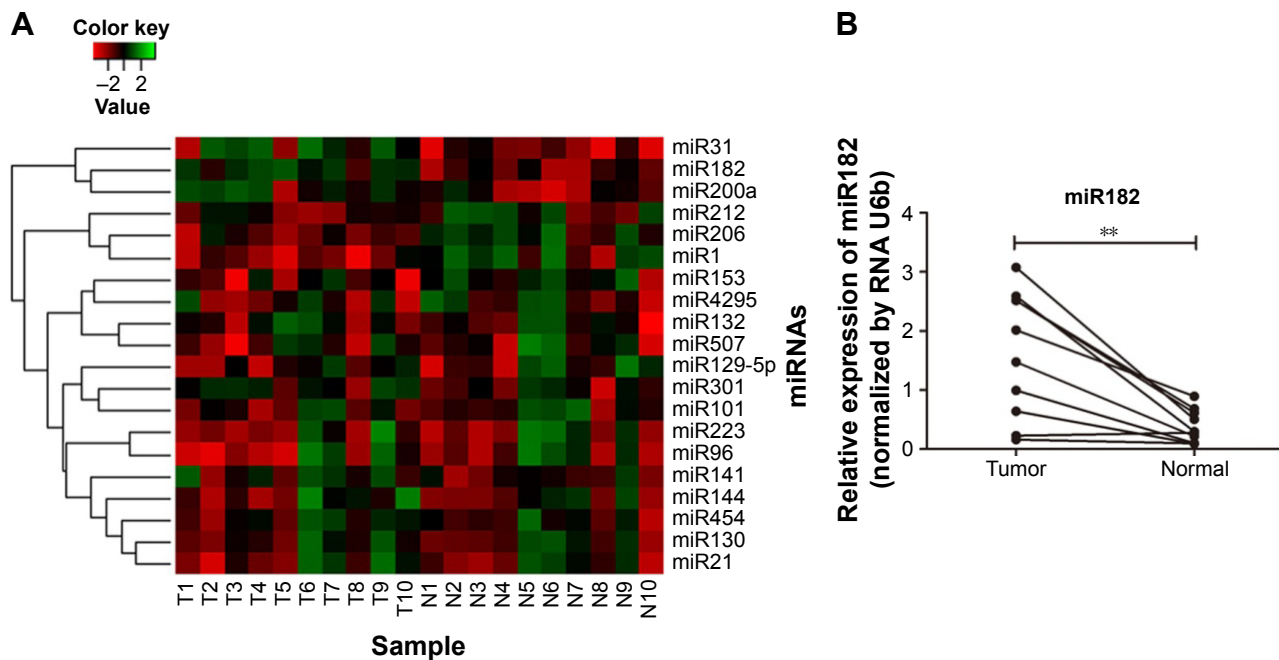 A
Color key
–2 2
Value
miR31
miR182
miR200a
miR212
miR206
miR1
miR153
miR4295
miR132
miR507
miR129-5p
miR301
miR101
miR223
miR96
miR141
miR144
miR454
miR130
miR21
miRNAs
T1 T2 T3 T4 T5 T6 T7 T8 T9 T10 N1 N2 N3 N4 N5 N6 N7 N8 N9 N10
Sample
B
miR182
**
Relative expression of miR182
(normalized by RNA U6b)
4
3
2
1
0
Tumor Normal